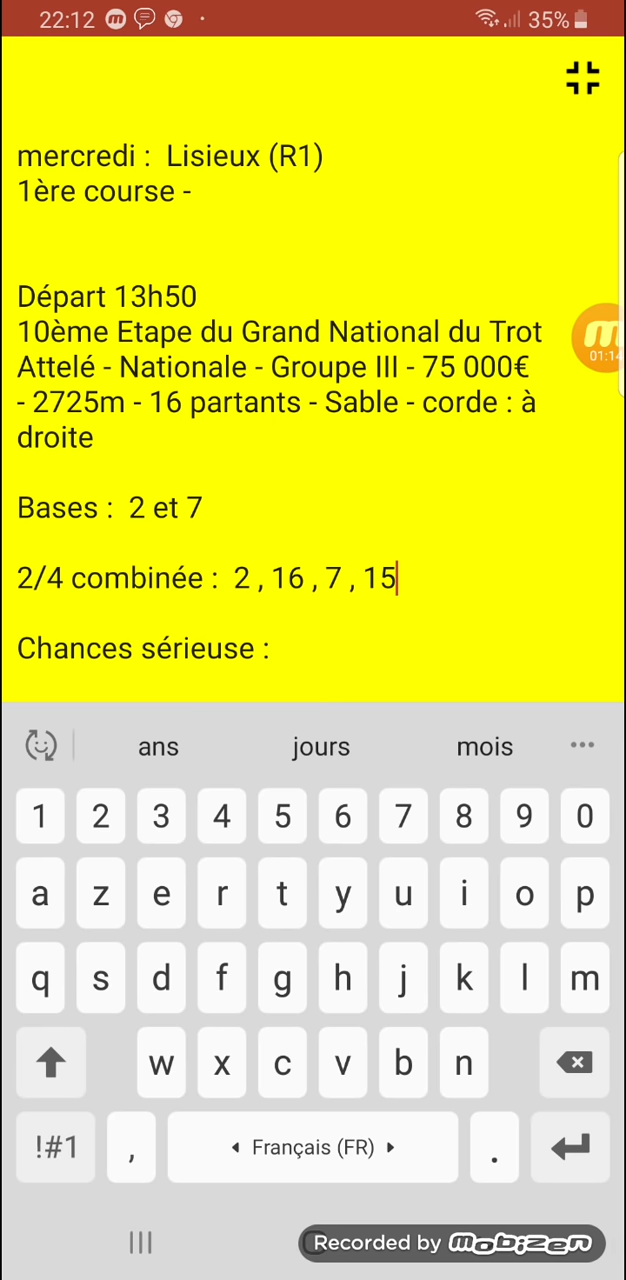 22:12 35%
mercredi :  Lisieux (R1)
1ère course -
Départ 13h50
10ème Etape du Grand National du Trot
Attelé - Nationale - Groupe III - 75 000€
- 2725m - 16 partants - Sable - corde : à
droite
m
01:14
Bases :  2 et 7
2/4 combinée :  2 , 16 , 7 , 15
Chances sérieuse :
ans jours mois ...
1 2 3 4 5 6 7 8 9 0
a z e r t y u i o p
q s d f g h j k l m
w x c v b n
!#1 , Français (FR) .
Recorded by mobizen